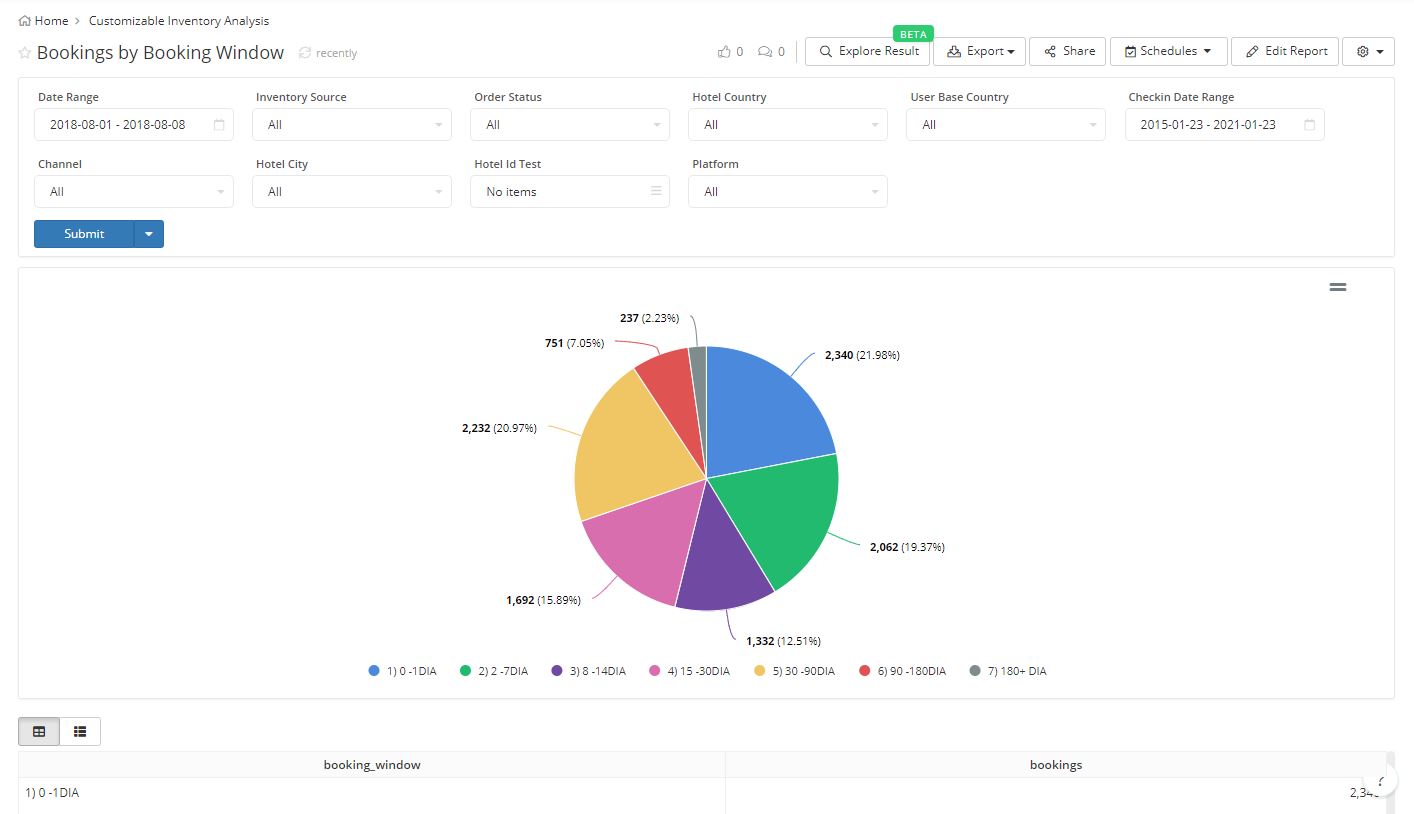 Home > Customizable Inventory Analysis
Bookings by Booking Window recently
0 0
BETA
Explore Result Export Share Schedules Edit Report
Date Range Inventory Source Order Status Hotel Country User Base Country Checkin Date Range
2018-08-01 - 2018-08-08 All All All All 2015-01-23 - 2021-01-23
Channel Hotel City Hotel Id Test Platform
All All No items All
Submit
237 (2.23%)
751 (7.05%)
2,340 (21.98%)
2,232 (20.97%)
2,062 (19.37%)
1,692 (15.89%)
1,332 (12.51%)
1) 0 -1DIA 2) 2 -7DIA 3) 8 -14DIA 4) 15 -30DIA 5) 30 -90DIA 6) 90 -180DIA 7) 180+ DIA
booking_window bookings
1) 0 -1DIA
?